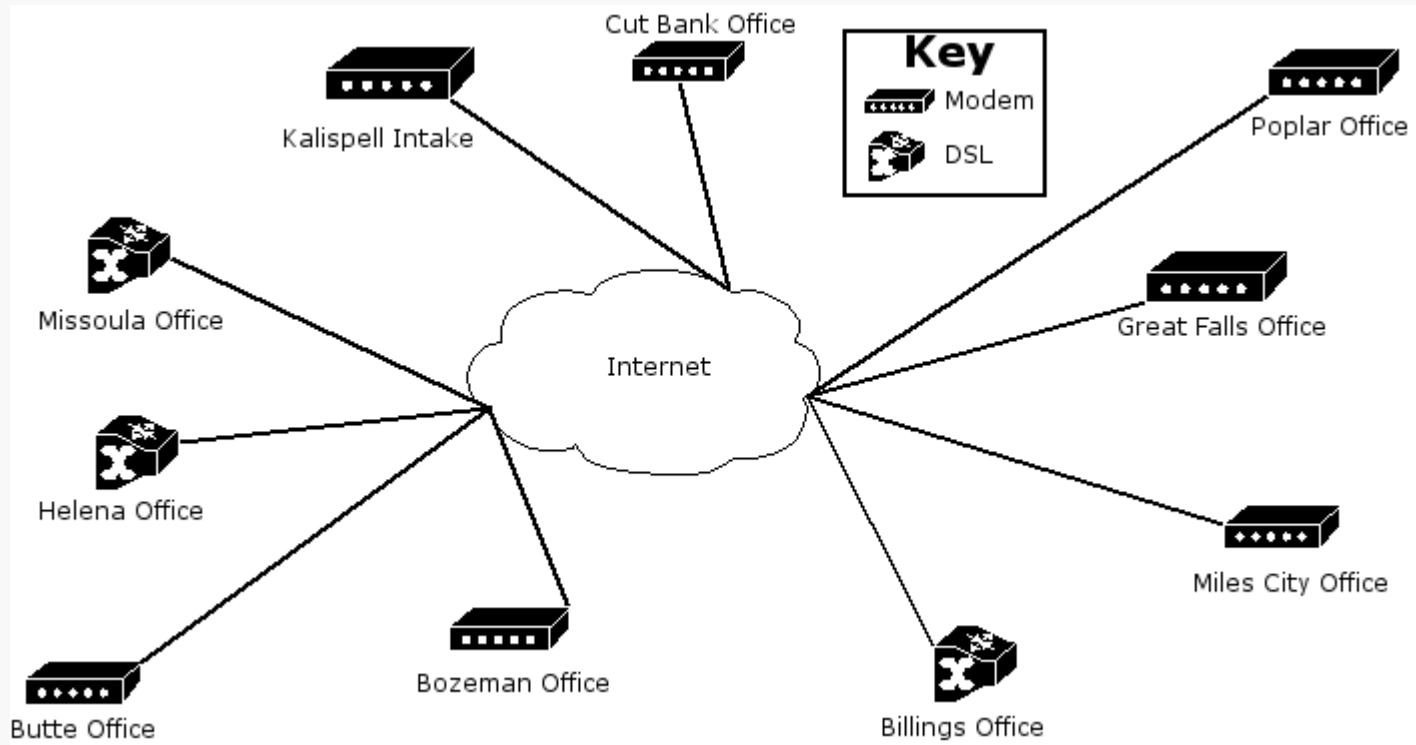 Cut Bank Office
Key
Modem
DSL
Kalispell Intake
Poplar Office
Missoula Office
Great Falls Office
Internet
Helena Office
Miles City Office
Bozeman Office
Butte Office
Billings Office